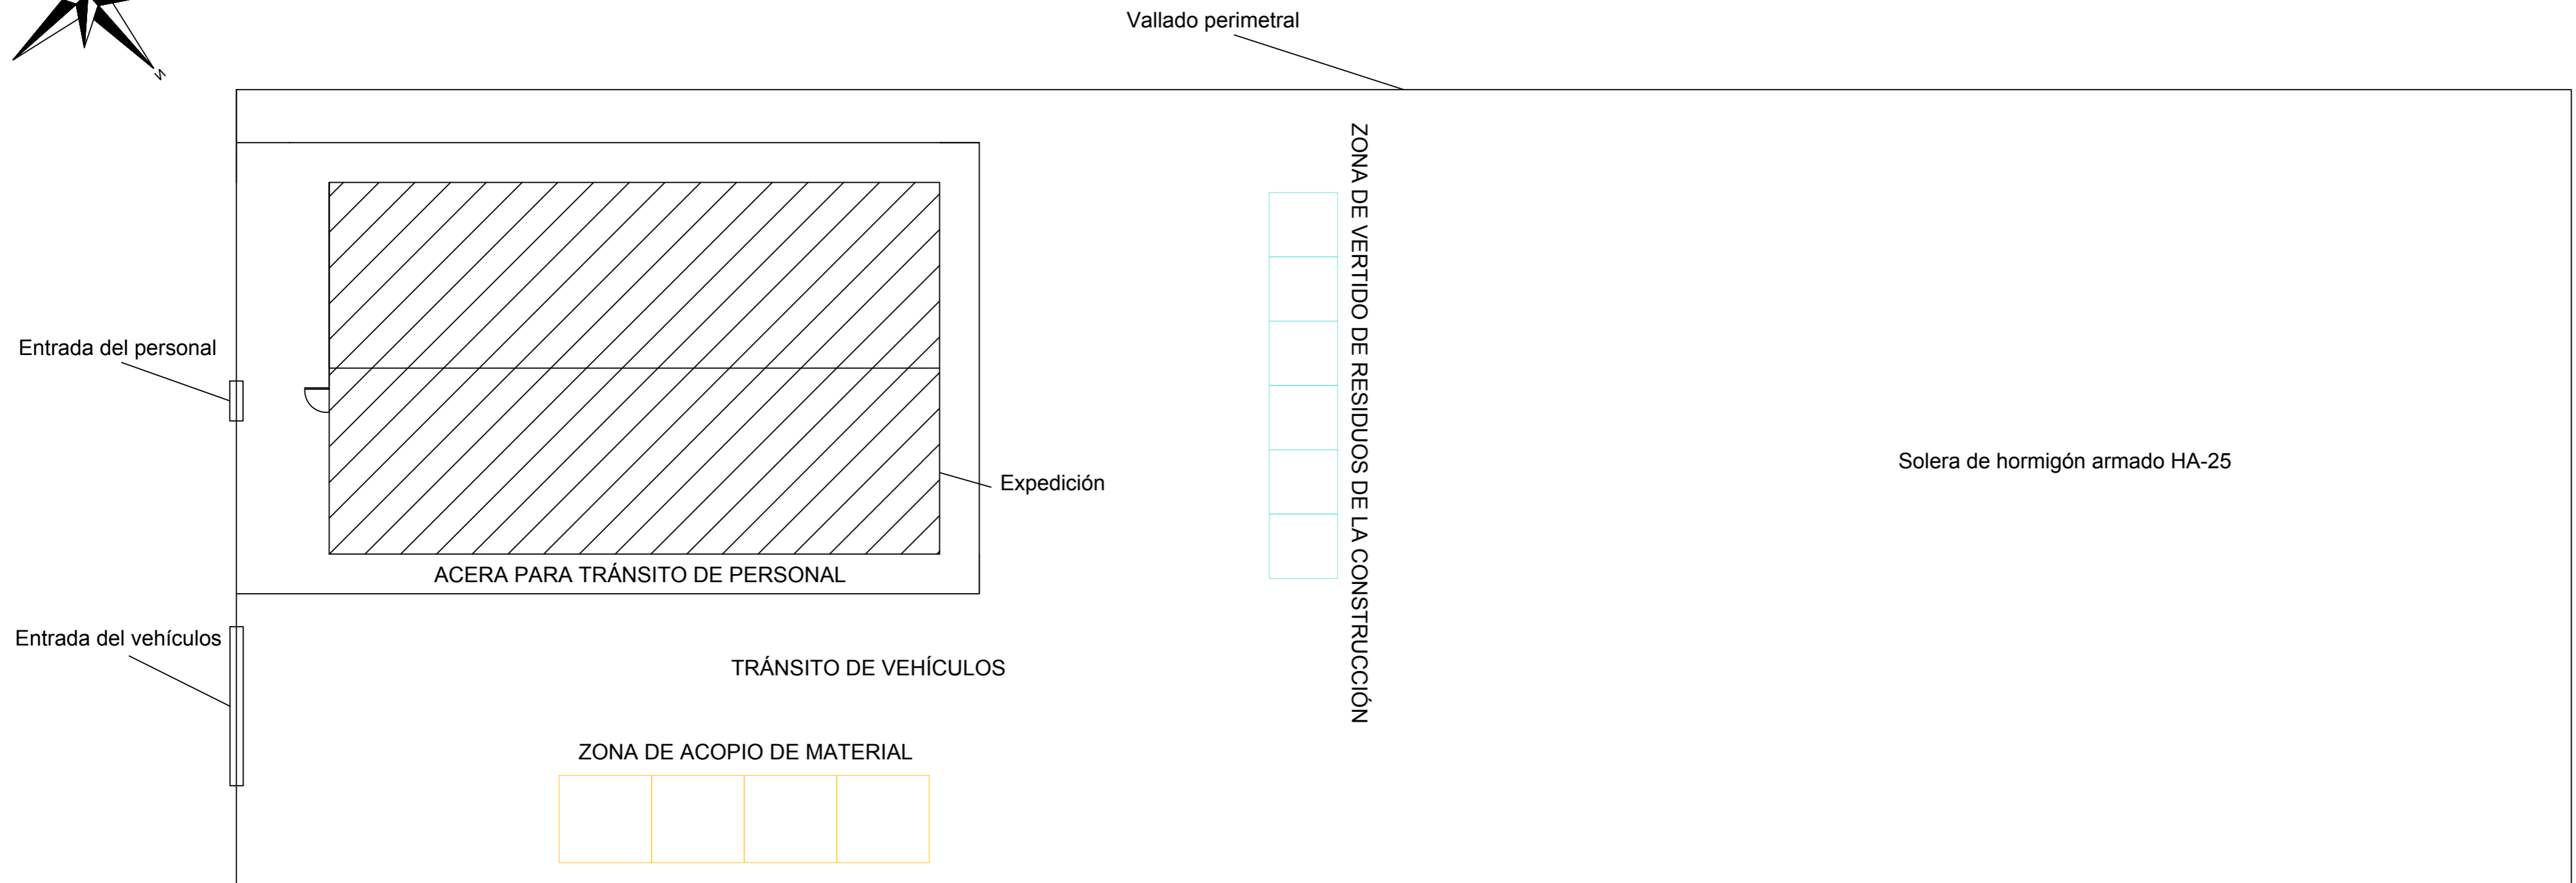 Vallado perimetral
N
ZONA DE VERTIDO DE RESIDUOS DE LA CONSTRUCCIÓN
Entrada del personal
Solera de hormigón armado HA-25
Expedición
ACERA PARA TRÁNSITO DE PERSONAL
Entrada del vehículos
TRÁNSITO DE VEHÍCULOS
ZONA DE ACOPIO DE MATERIAL